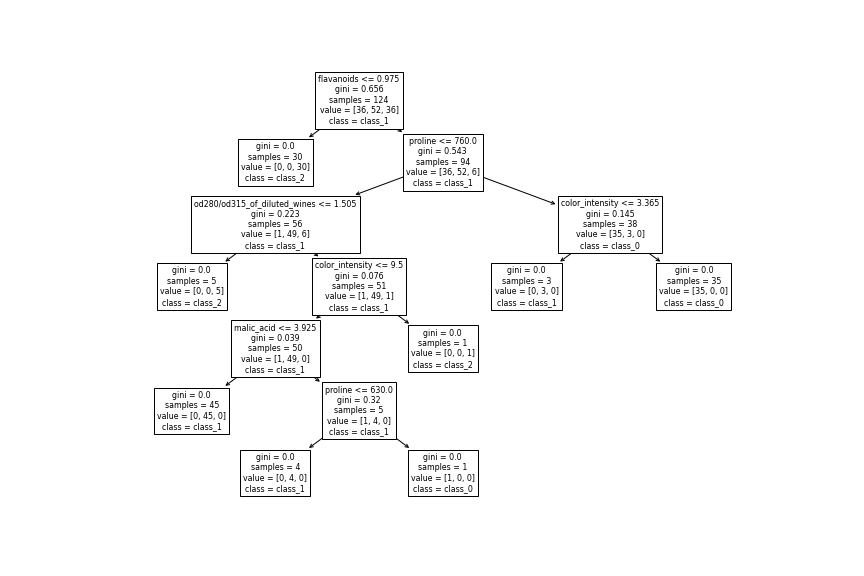 flavanoids <= 0.975
gini = 0.656
samples = 124
value = [36, 52, 36]
class = class_1
gini = 0.0
samples = 30
value = [0, 0, 30]
class = class_2
proline <= 760.0
gini = 0.543
samples = 94
value = [36, 52, 6]
class = class_1
od280/od315_of_diluted_wines <= 1.505
gini = 0.223
samples = 56
value = [1, 49, 6]
class = class_1
color_intensity <= 3.365
gini = 0.145
samples = 38
value = [35, 3, 0]
class = class_0
gini = 0.0
samples = 5
value = [0, 0, 5]
class = class_2
color_intensity <= 9.5
gini = 0.076
samples = 51
value = [1, 49, 1]
class = class_1
gini = 0.0
samples = 3
value = [0, 3, 0]
class = class_1
gini = 0.0
samples = 35
value = [35, 0, 0]
class = class_0
malic_acid <= 3.925
gini = 0.039
samples = 50
value = [1, 49, 0]
class = class_1
gini = 0.0
samples = 1
value = [0, 0, 1]
class = class_2
gini = 0.0
samples = 45
value = [0, 45, 0]
class = class_1
proline <= 630.0
gini = 0.32
samples = 5
value = [1, 4, 0]
class = class_1
gini = 0.0
samples = 4
value = [0, 4, 0]
class = class_1
gini = 0.0
samples = 1
value = [1, 0, 0]
class = class_0